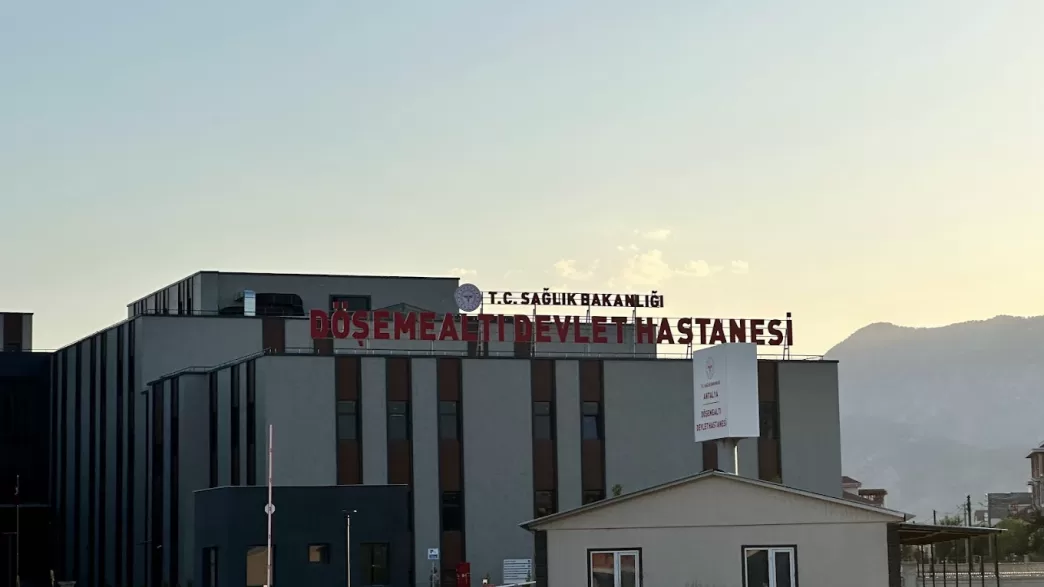 T.C. SAĞLIK BAKANLIĞI
DÖŞEMEALTI DEVLET HASTANESİ
ANTALYA
DÖŞEMEALTI
DEVLET HASTANESİ